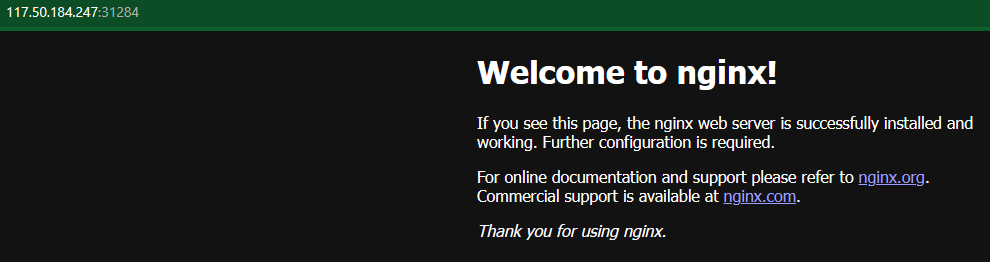 117.50.184.247:31284
Welcome to nginx!
If you see this page, the nginx web server is successfully installed and
working. Further configuration is required.
For online documentation and support please refer to nginx.org.
Commercial support is available at nginx.com.
Thank you for using nginx.